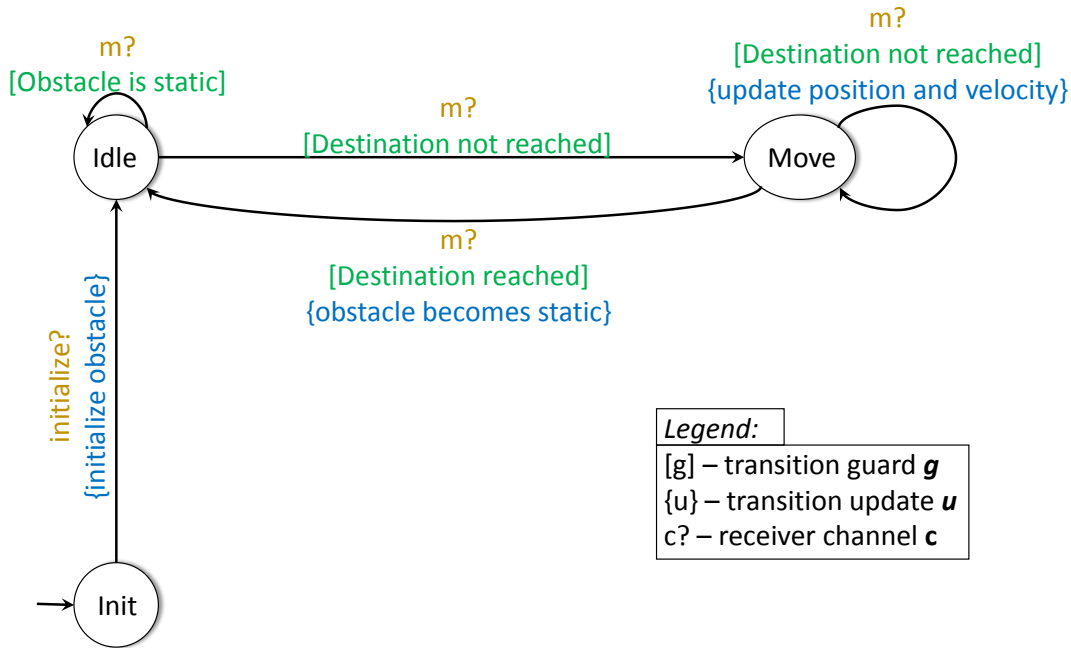 m?
[Obstacle is static]
m?
[Destination not reached]
{update position and velocity}
m?
[Destination not reached]
Idle
Move
m?
[Destination reached]
{obstacle becomes static}
initialize?
{initialize obstacle}
Legend:
[g] – transition guard g
{u} – transition update u
c? – receiver channel c
Init